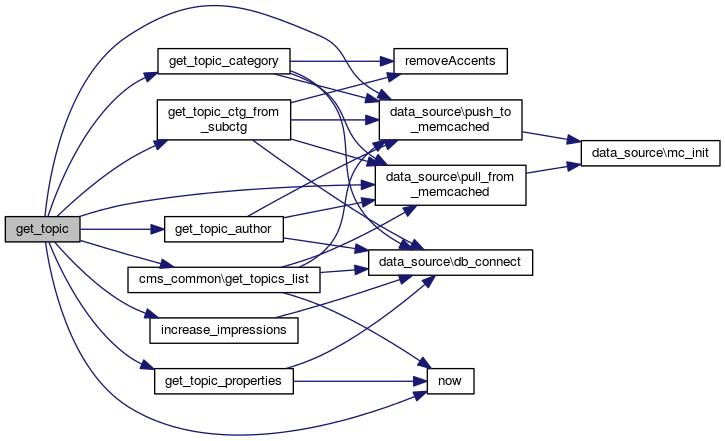 get_topic
get_topic_category
get_topic_ctg_from
_subctg
get_topic_author
cms_common\get_topics_list
increase_impressions
get_topic_properties
removeAccents
data_source\push_to
_memcached
data_source\pull_from
_memcached
data_source\db_connect
now
data_source\mc_init